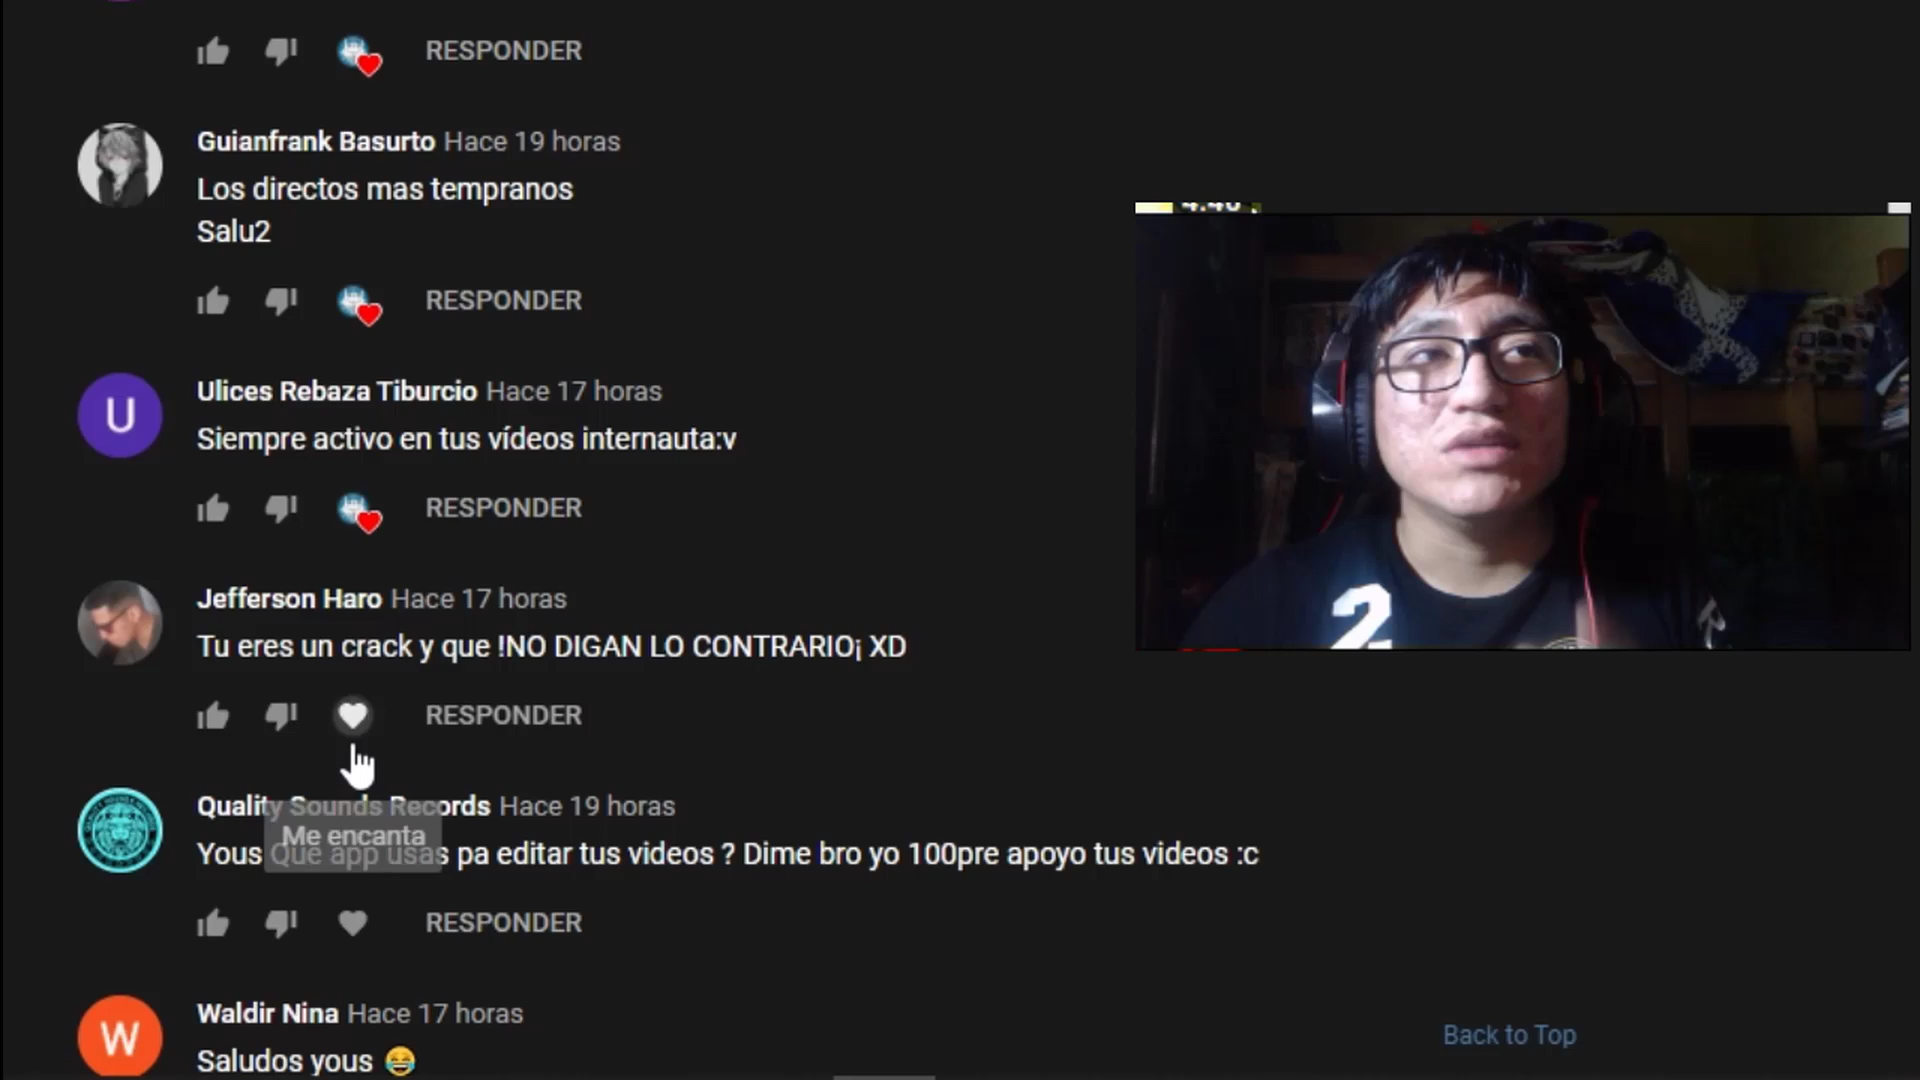 RESPONDER
Guianfrank Basurto Hace 19 horas
Los directos mas tempranos
Salu2
RESPONDER
U
Ulices Rebaza Tiburcio Hace 17 horas
Siempre activo en tus vídeos internauta:v
RESPONDER
Jefferson Haro Hace 17 horas
Tu eres un crack y que !NO DIGAN LO CONTRARIO¡ XD
RESPONDER
Quality Sounds Records Hace 19 horas
Me encanta
Yous Que app usas pa editar tus videos ? Dime bro yo 100pre apoyo tus videos :c
RESPONDER
W
Waldir Nina Hace 17 horas
Saludos yous 😂
Back to Top
2